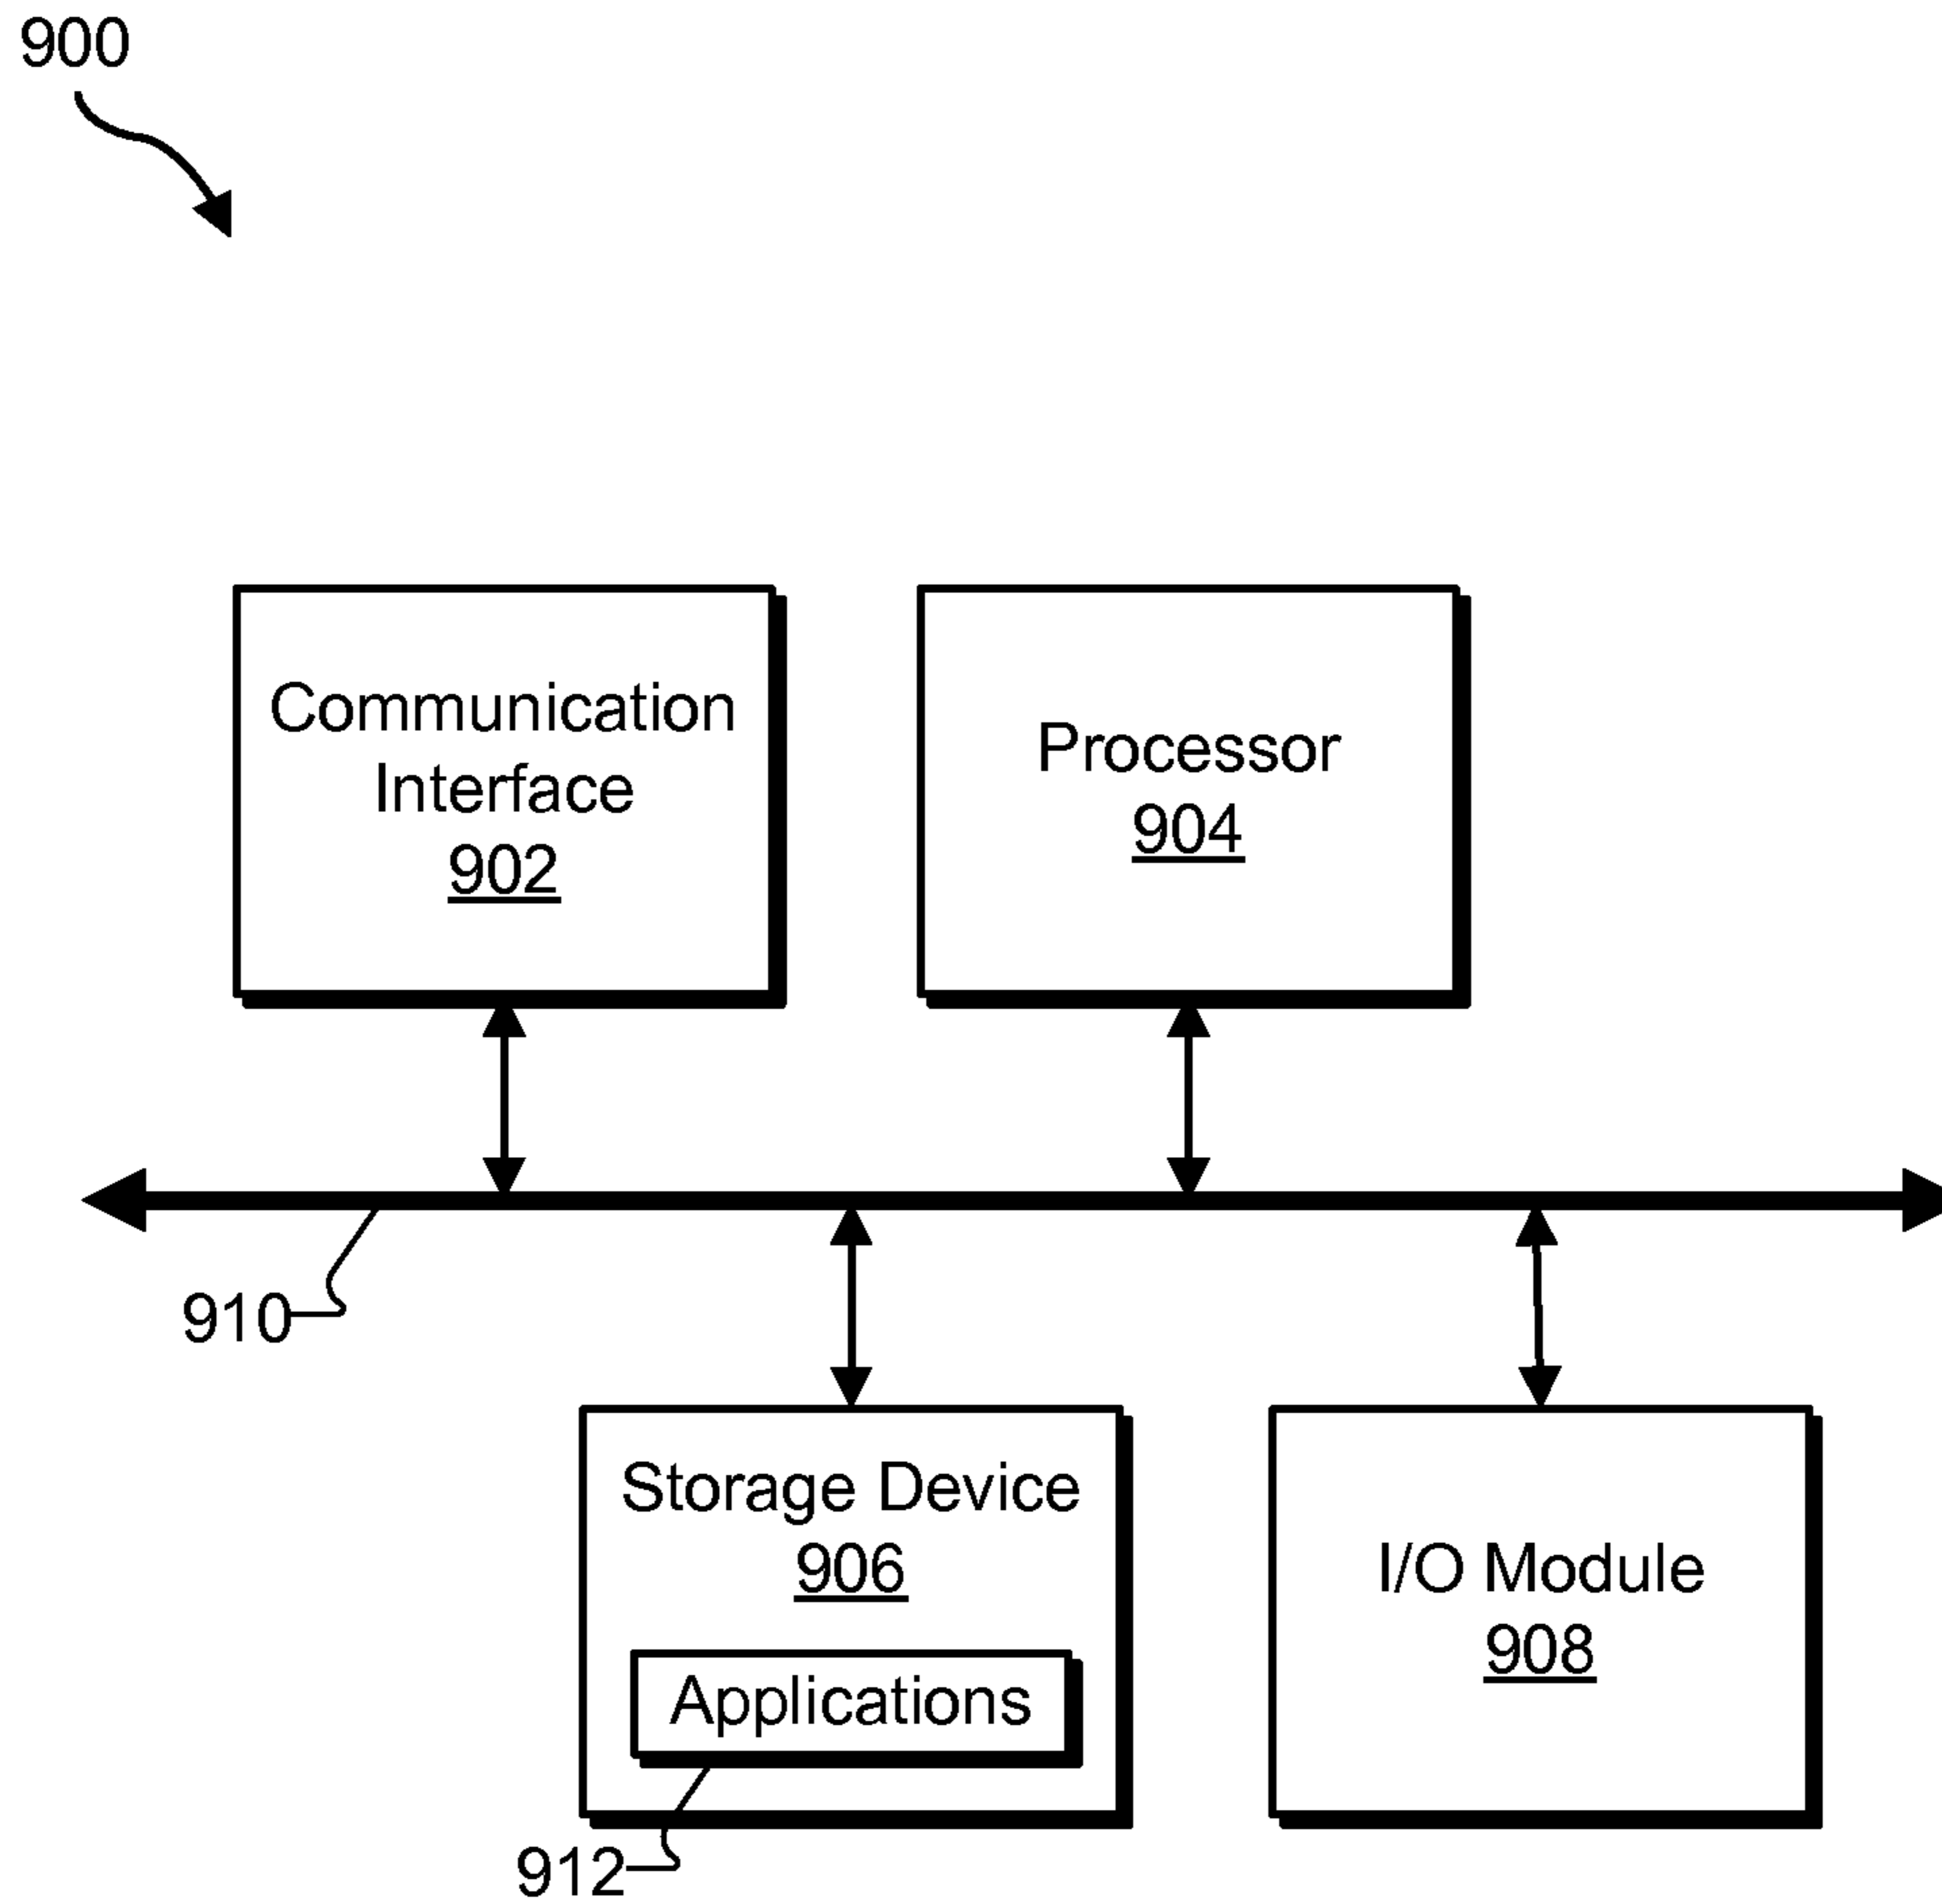 900
Communication
Interface
902
Processor
904
910
Storage Device
906
Applications
912
I/O Module
908